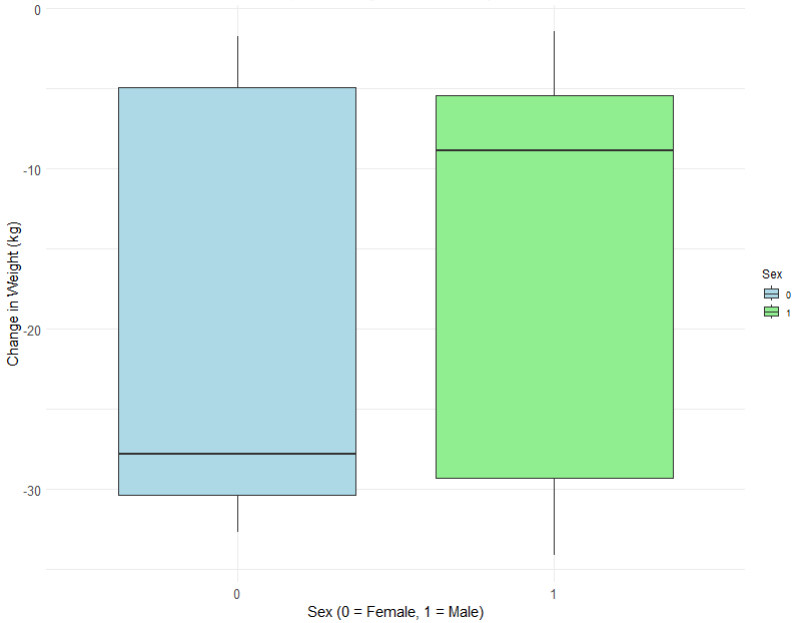 0
-10
-20
-30
Change in Weight (kg)
0
1
Sex (0 = Female, 1 = Male)
Sex
0
1